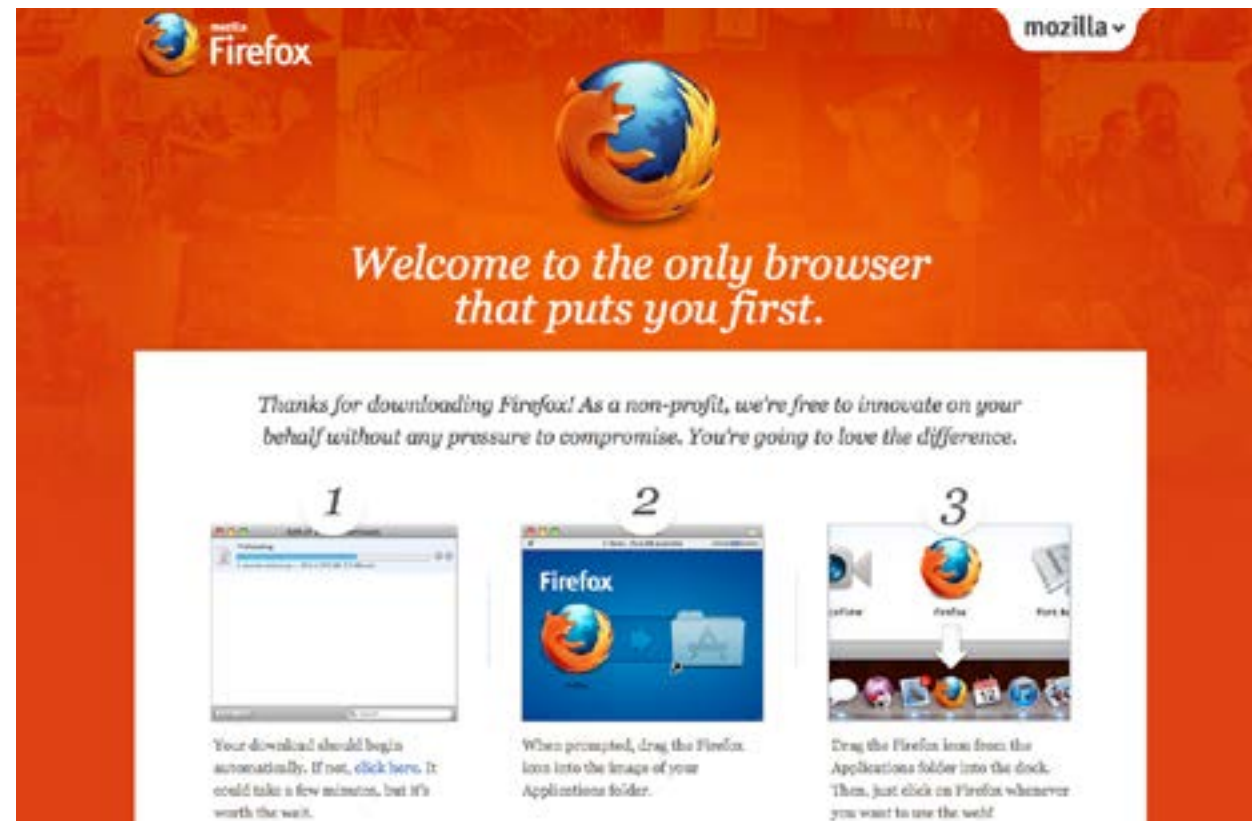 mozilla
Firefox
mozilla
Welcome to the only browser
that puts you first.
Thanks for downloading Firefox! As a non-profit, we're free to innovate on your
behalf without any pressure to compromise. You're going to love the difference.
1
2
3
Firefox
Firefox
12
Your download should begin
automatically. If not, click here. It
could take a few minutes, but it's
worth the wait.
When prompted, drag the Firefox
icon into the image of your
Applications folder.
Drag the Firefox icon from the
Applications folder into the dock.
Then, just click on Firefox whenever
you want to use the web!